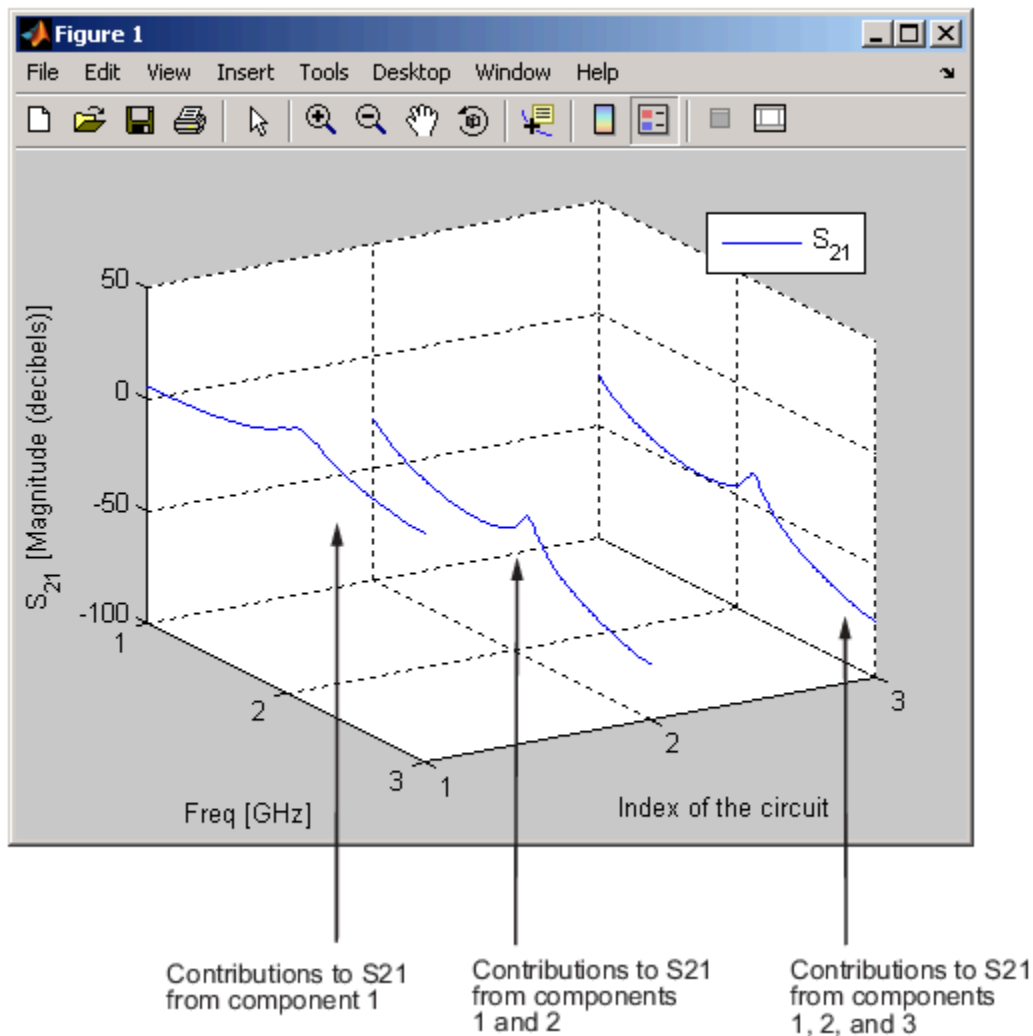 Figure 1
File Edit View Insert Tools Desktop Window Help
S21
50
0
-50
-100
S21 [Magnitude (decibels)]
1
2
3
Freq [GHz]
1
2
3
Index of the circuit
Contributions to S21
from component 1
Contributions to S21
from components
1 and 2
Contributions to S21
from components
1, 2, and 3